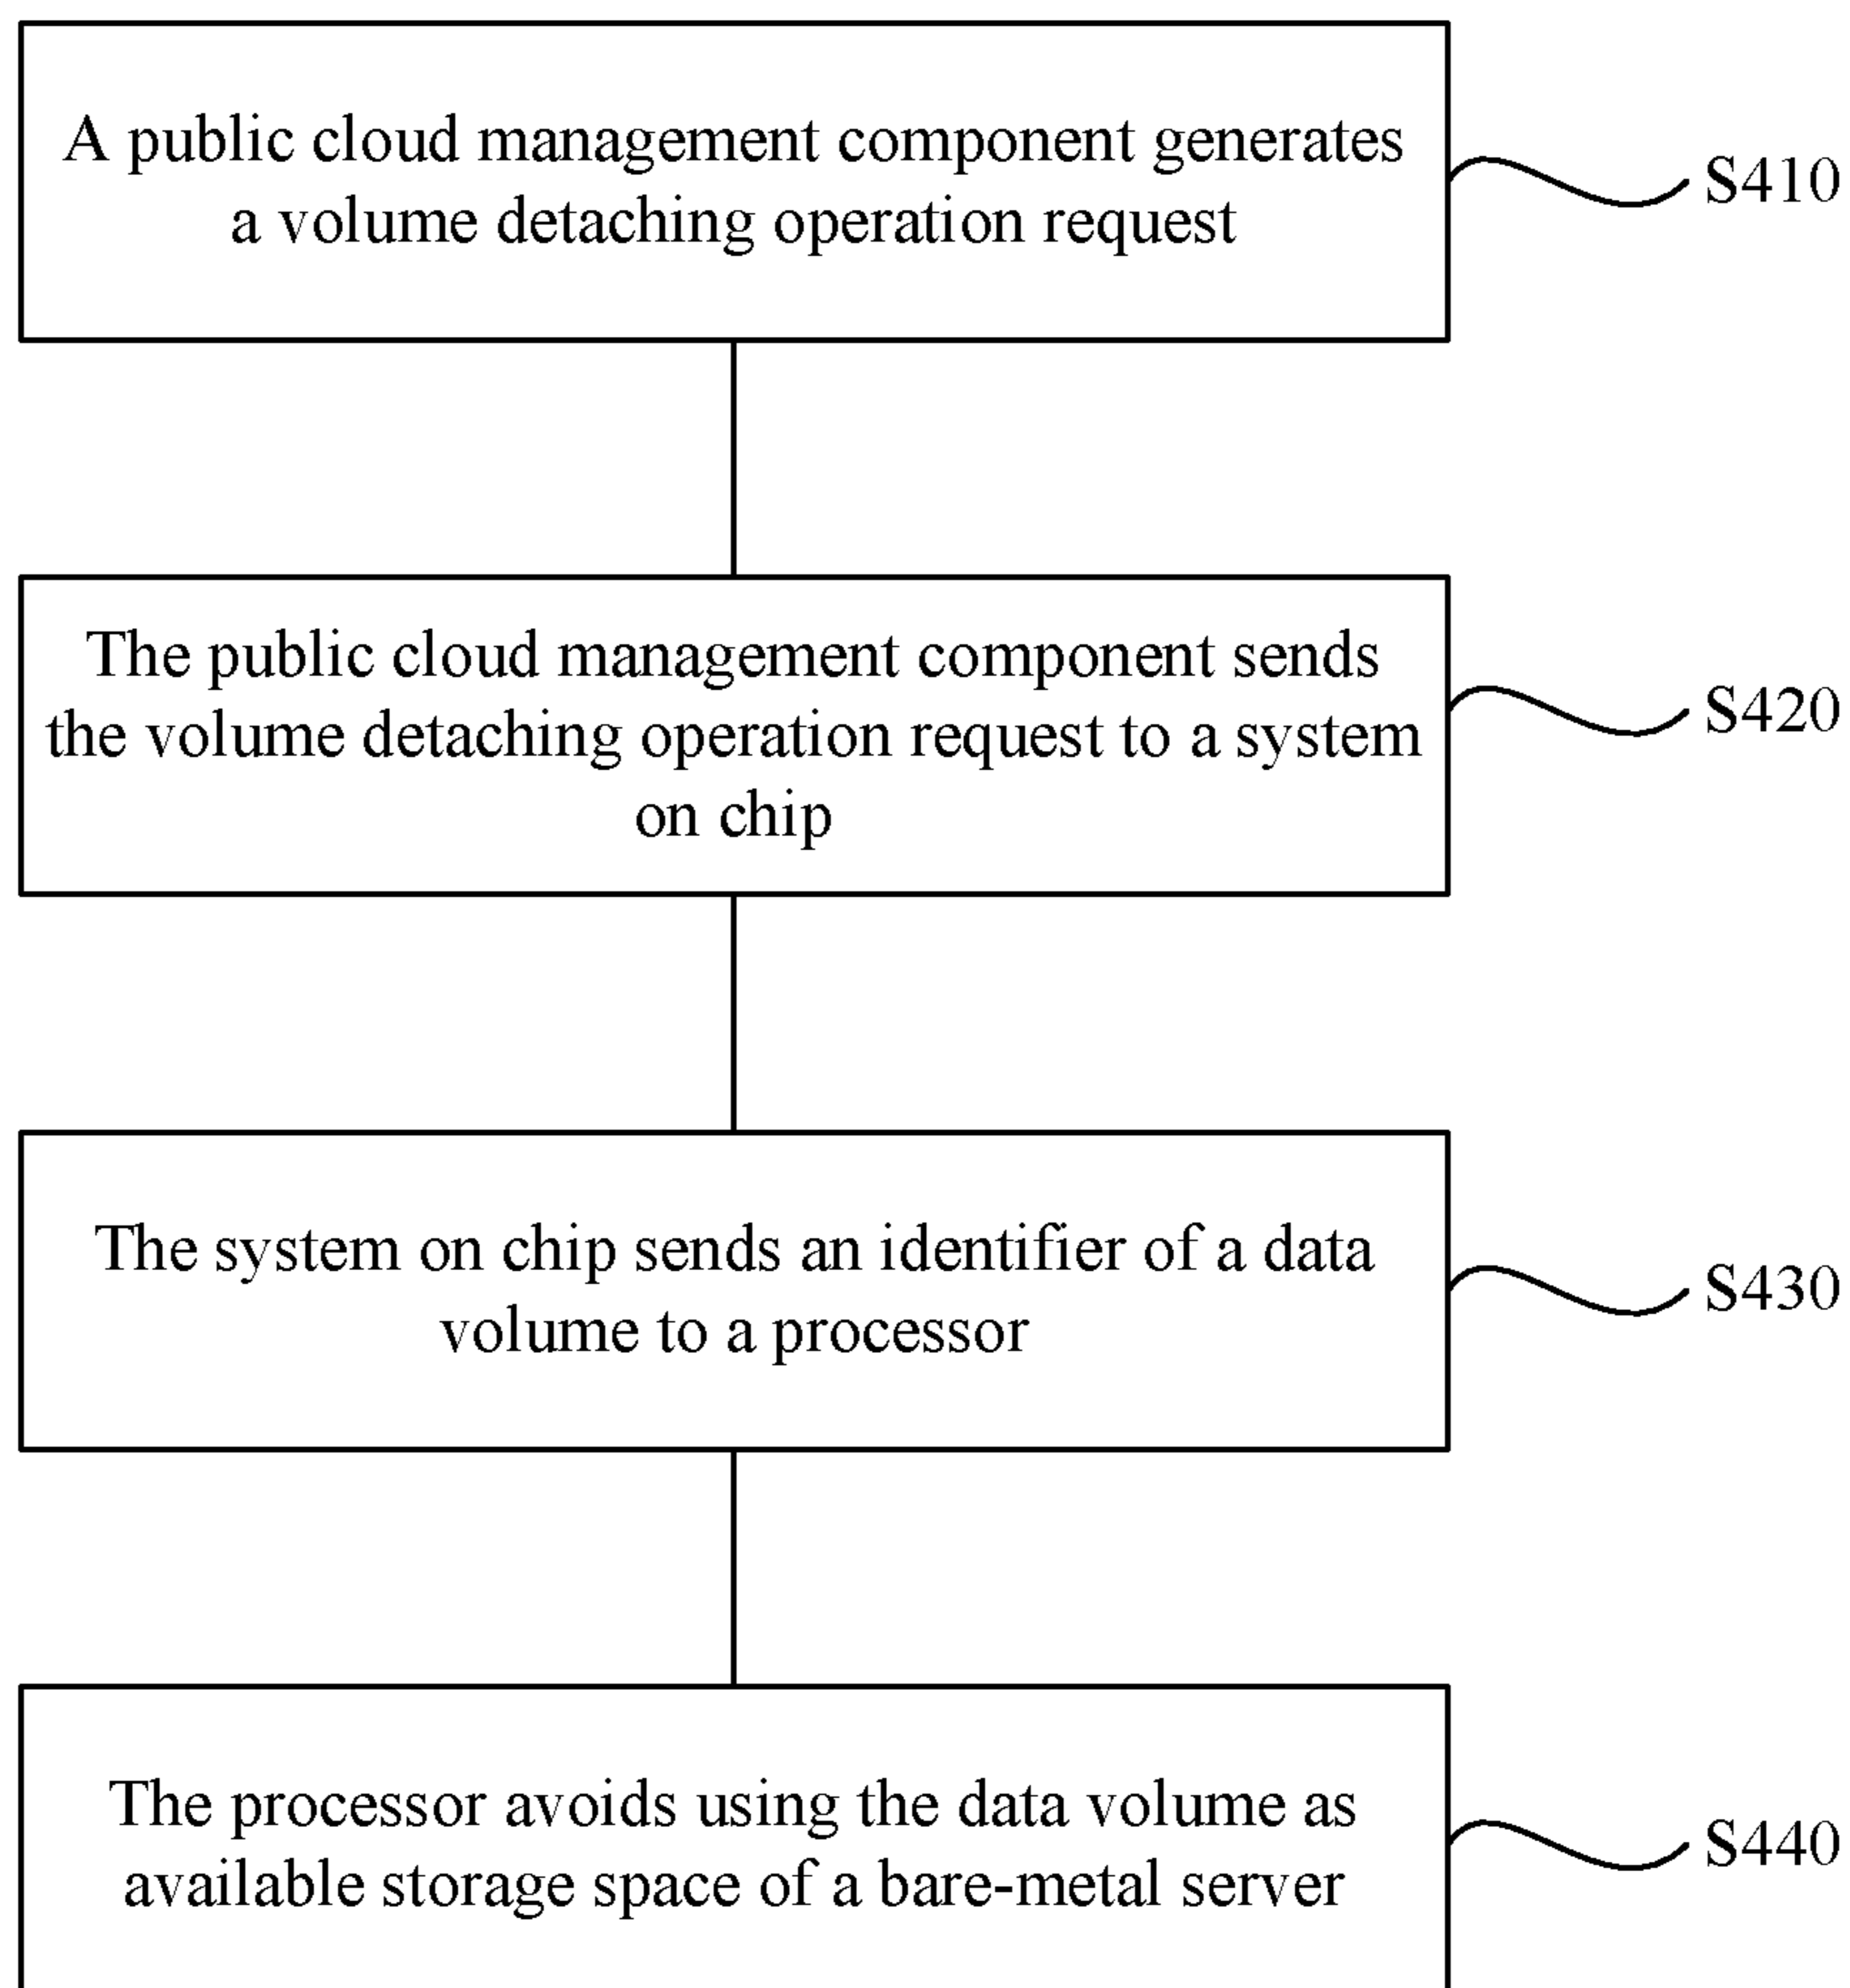 A public cloud management component generates
a volume detaching operation request
S410
The public cloud management component sends
the volume detaching operation request to a system
on chip
S420
The system on chip sends an identifier of a data
volume to a processor
S430
The processor avoids using the data volume as
available storage space of a bare-metal server
S440